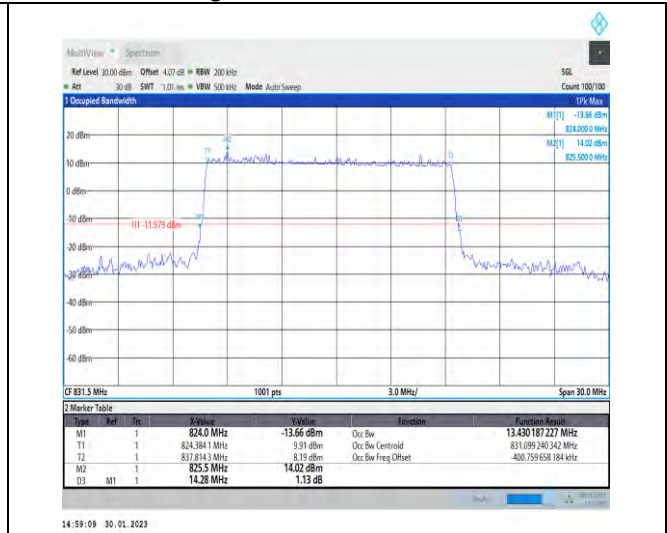 MultiView Spectrum
Ref Level 30.00 dBm Offset 4.07 dB RBW 200 kHz SGL
Att 30 dB SWT 1.01 ms VBW 500 kHz Mode Auto Sweep Count 100/100
1 Occupied Bandwidth 1Pk Max
M1[1] -13.66 dBm
824.000 0 MHz
M2[1] 14.02 dBm
825.500 0 MHz
20 dBm
M2
T1 T2
10 dBm
0 dBm
-10 dBm
M1
H1 -11.979 dBm
-20 dBm
-30 dBm
-40 dBm
-50 dBm
-60 dBm
CF 831.5 MHz 1001 pts 3.0 MHz/ Span 30.0 MHz
2 Marker Table
Type Ref Trc X-Value Y-Value Function Function Result
M1 1 824.0 MHz -13.66 dBm Occ Bw 13.430 187 227 MHz
T1 1 824.384 1 MHz 9.91 dBm Occ Bw Centroid 831.099 240 342 MHz
T2 1 837.814 3 MHz 8.19 dBm Occ Bw Freq Offset -400.759 658 184 kHz
M2 1 825.5 MHz 14.02 dBm
D3 M1 1 14.28 MHz 1.13 dB
14:59:09 30.01.2023